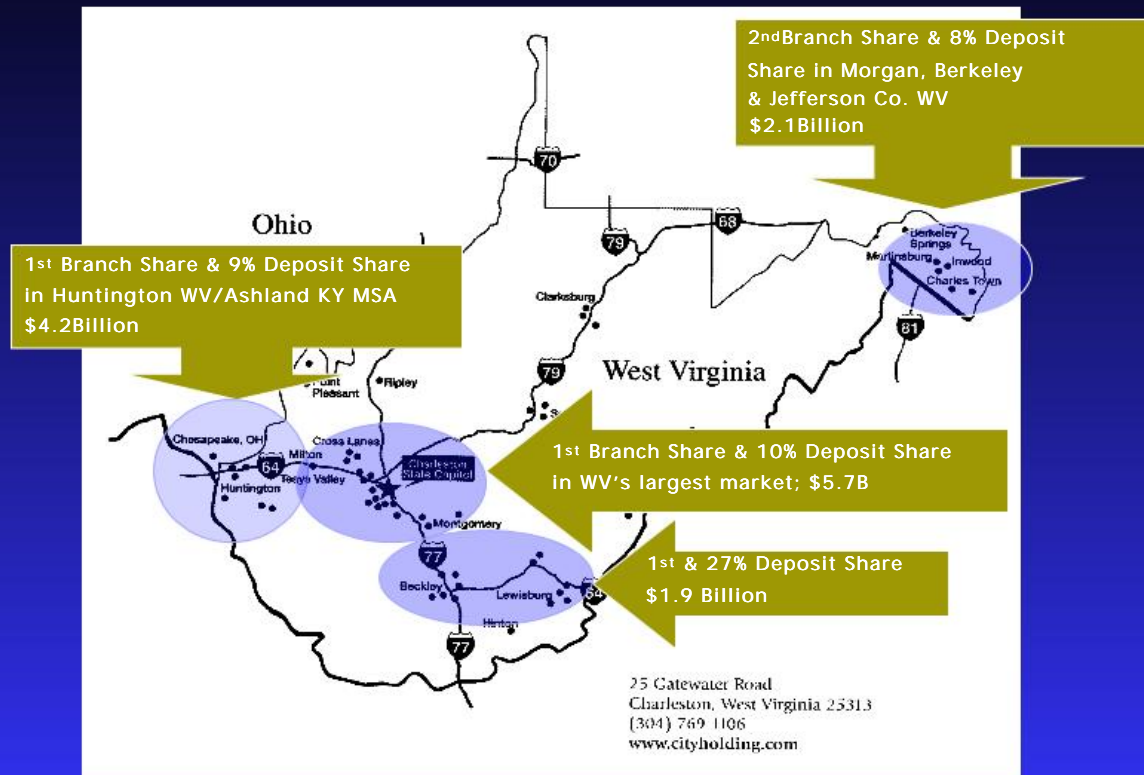 2ndBranch Share & 8% Deposit
Share in Morgan, Berkeley
& Jefferson Co. WV
$2.1Billion
70
Ohio
68
79
1st Branch Share & 9% Deposit Share
in Huntington WV/Ashland KY MSA
$4.2Billion
Berkeley
Springs
Martinsburg
Inwood
Charles Town
Clarksburg
81
79
West Virginia
Pleasant
Ripley
1st Branch Share & 10% Deposit Share
in WV's largest market; $5.7B
Chesapeake, OH
Cross Lanes
Milton
64
Teays Valley
Charleston
State Capitol
Huntington
Montgomery
77
1st & 27% Deposit Share
$1.9 Billion
Beckley
Lewisburg
64
Hinton
77
25 Gatewater Road
Charleston, West Virginia 25313
(304) 769 1106
www.cityholding.com